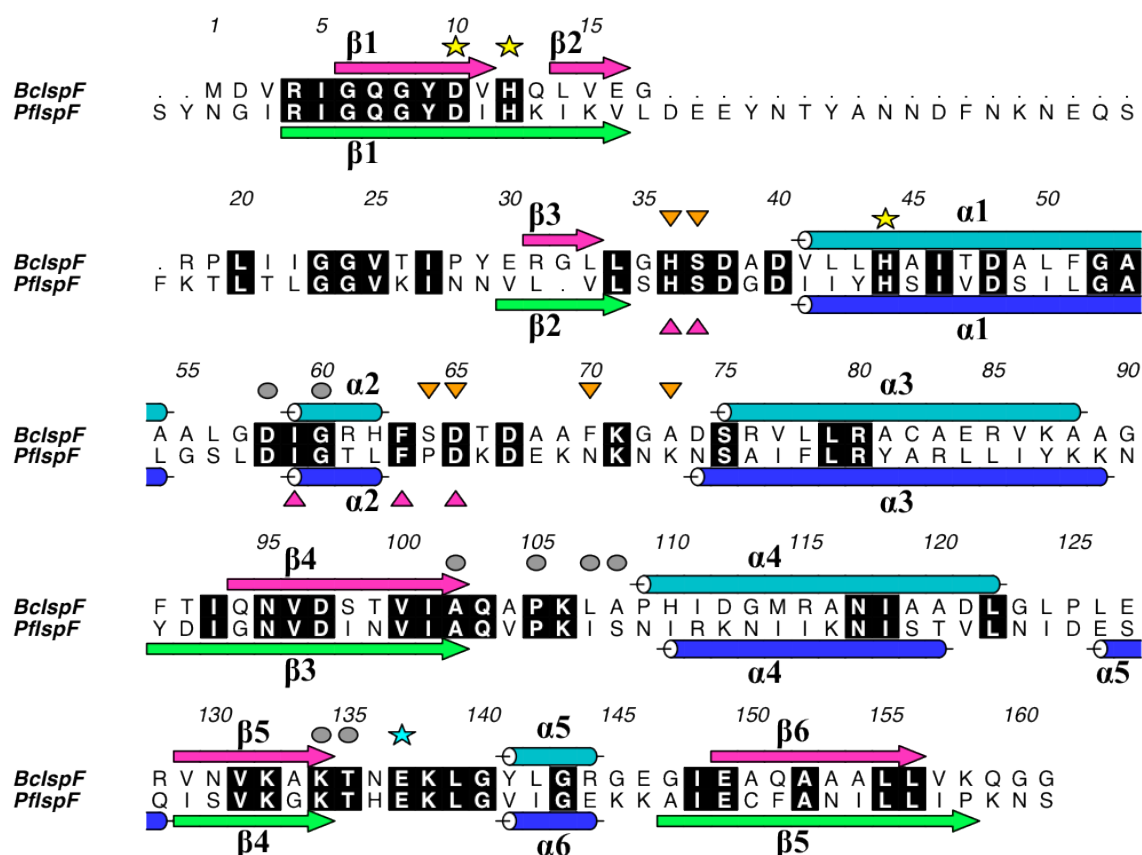 1 5 10 15
β1 β2
BcIspF . . M D V R I G Q G Y D V H Q L V E G . . . . . . . . . . . . . . . . . .
PfIspF S Y N G I R I G Q G Y D I H K I K V L D E E Y N T Y A N N D F N K N E Q S
β1
20 25 30 35 40 45 50
β3 α1
BcIspF . R P L I I G G V T I P Y E R G L L G H S D A D V L L H A I T D A L F G A
PfIspF F K T L T L G G V K I N N V L . V L S H S D G D I I Y H S I V D S I L G A
β2 α1
55 60 65 70 75 80 85 90
α2 α3
BcIspF A A L G D I G R H F S D T D A A F K G A D S R V L L R A C A E R V K A A G
PfIspF L G S L D I G T L F P D K D E K N K N K N S A I F L R Y A R L L I Y K K N
α2 α3
95 100 105 110 115 120 125
β4 α4
BcIspF F T I Q N V D S T V I A Q A P K L A P H I D G M R A N I A A D L G L P L E
PfIspF Y D I G N V D I N V I A Q V P K I S N I R K N I I K N I S T V L N I D E S
β3 α4 α5
130 135 140 145 150 155 160
β5 α5 β6
BcIspF R V N V K A K T N E K L G Y L G R G E G I E A Q A A A L L V K Q G G
PfIspF Q I S V K G K T H E K L G V I G E K K A I E C F A N I L L I P K N S
β4 α6 β5